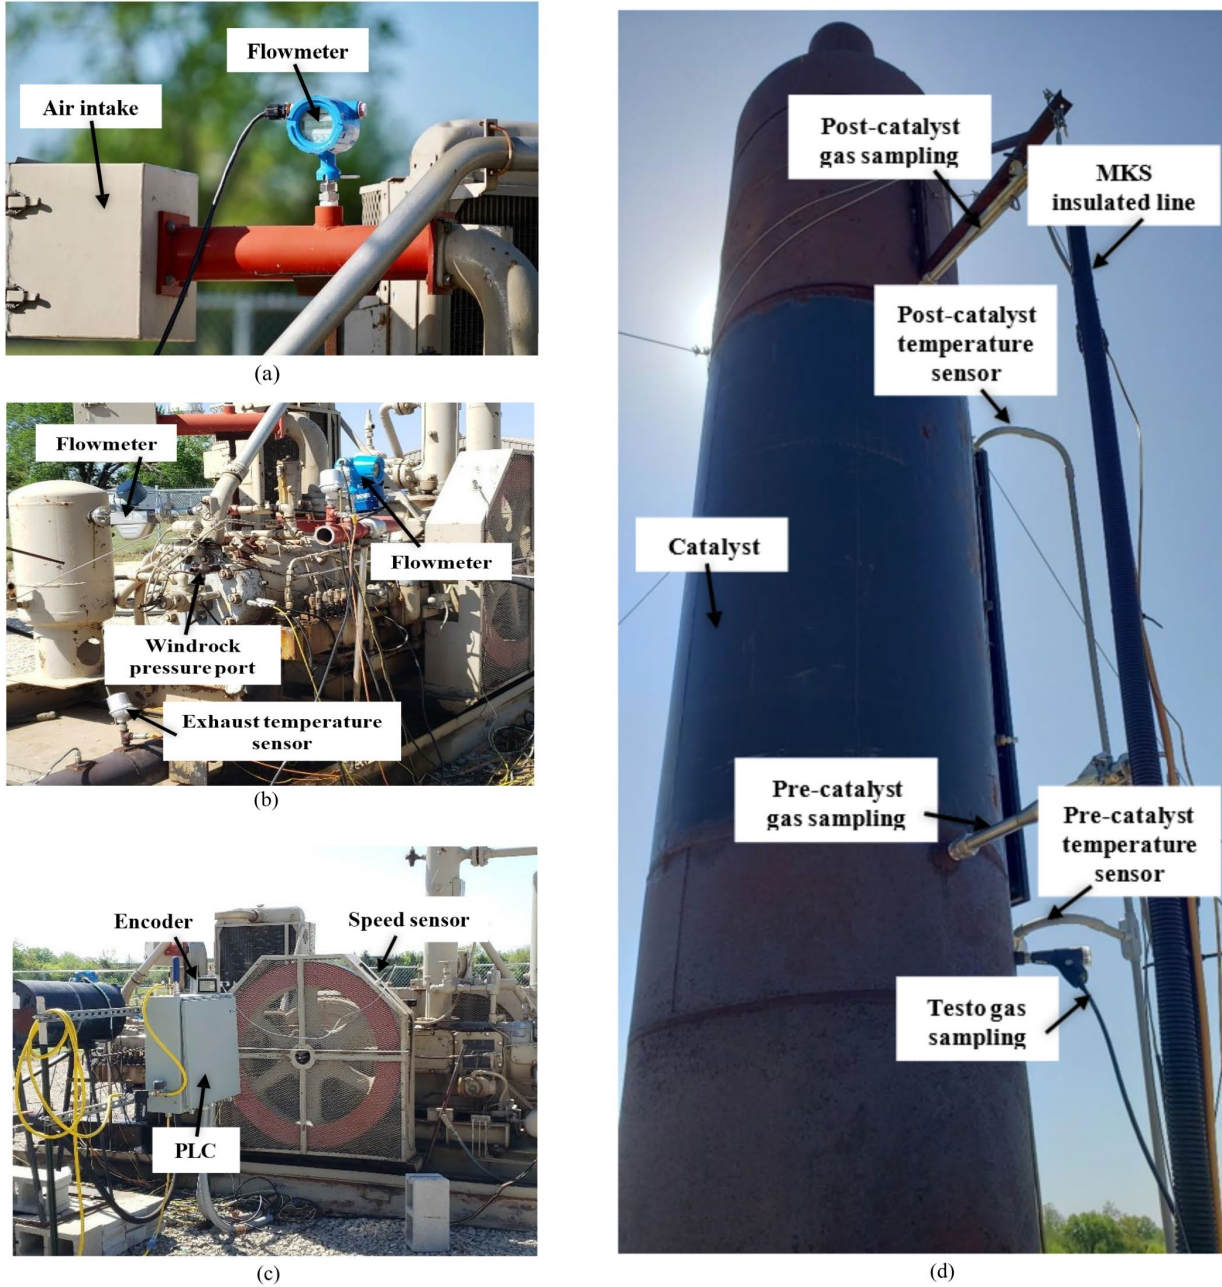 Flowmeter
Air intake
(a)
Flowmeter
Flowmeter
Windrock
pressure port
Exhaust temperature
sensor
(b)
Encoder
Speed sensor
PLC
(c)
Post-catalyst
gas sampling
MKS
insulated line
Post-catalyst
temperature
sensor
Catalyst
Pre-catalyst
gas sampling
Pre-catalyst
temperature
sensor
Testo gas
sampling
(d)